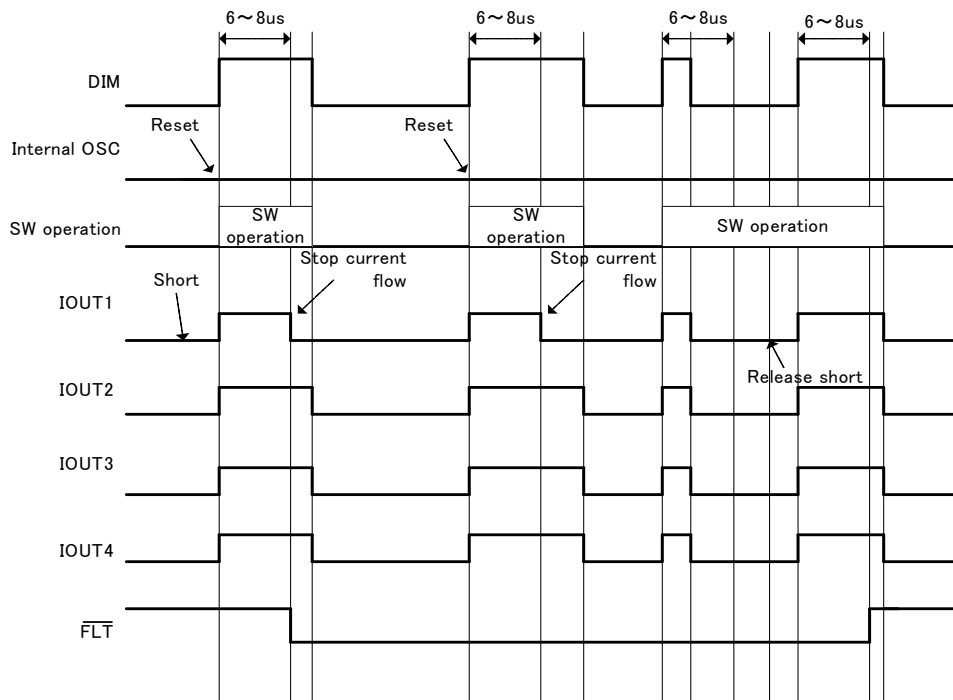 6～8us 6～8us 6～8us 6～8us
DIM
Reset Reset
Internal OSC
SW operation
SW
operation
SW
operation
SW operation
Stop current
flow
Stop current
flow
Short
IOUT1
Release short
IOUT2
IOUT3
IOUT4
FLT